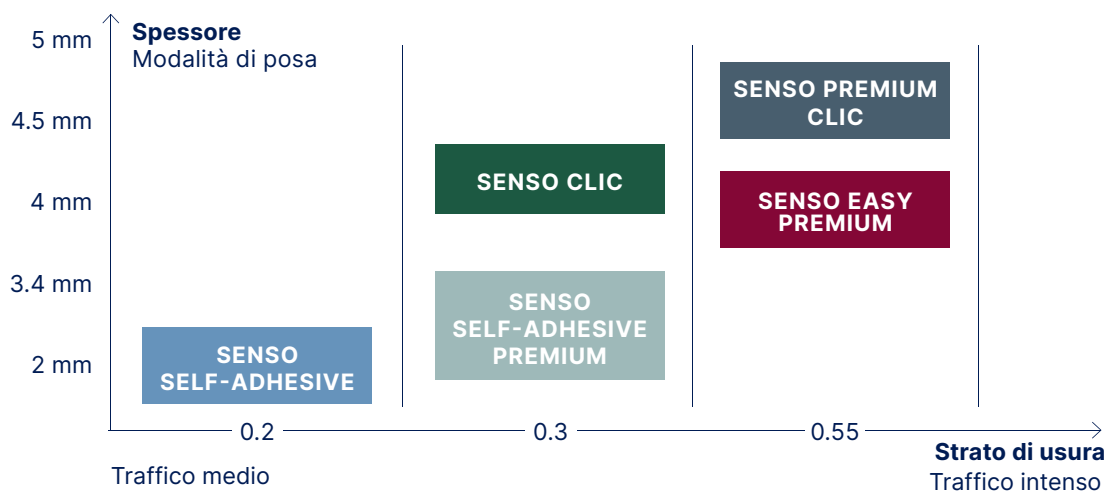 Spessore
Modalità di posa
5 mm
4.5 mm
4 mm
3.4 mm
2 mm
SENSO PREMIUM
CLIC
SENSO CLIC
SENSO EASY
PREMIUM
SENSO
SELF-ADHESIVE
PREMIUM
SENSO
SELF-ADHESIVE
0.2
0.3
0.55
Strato di usura
Traffico medio
Traffico intenso